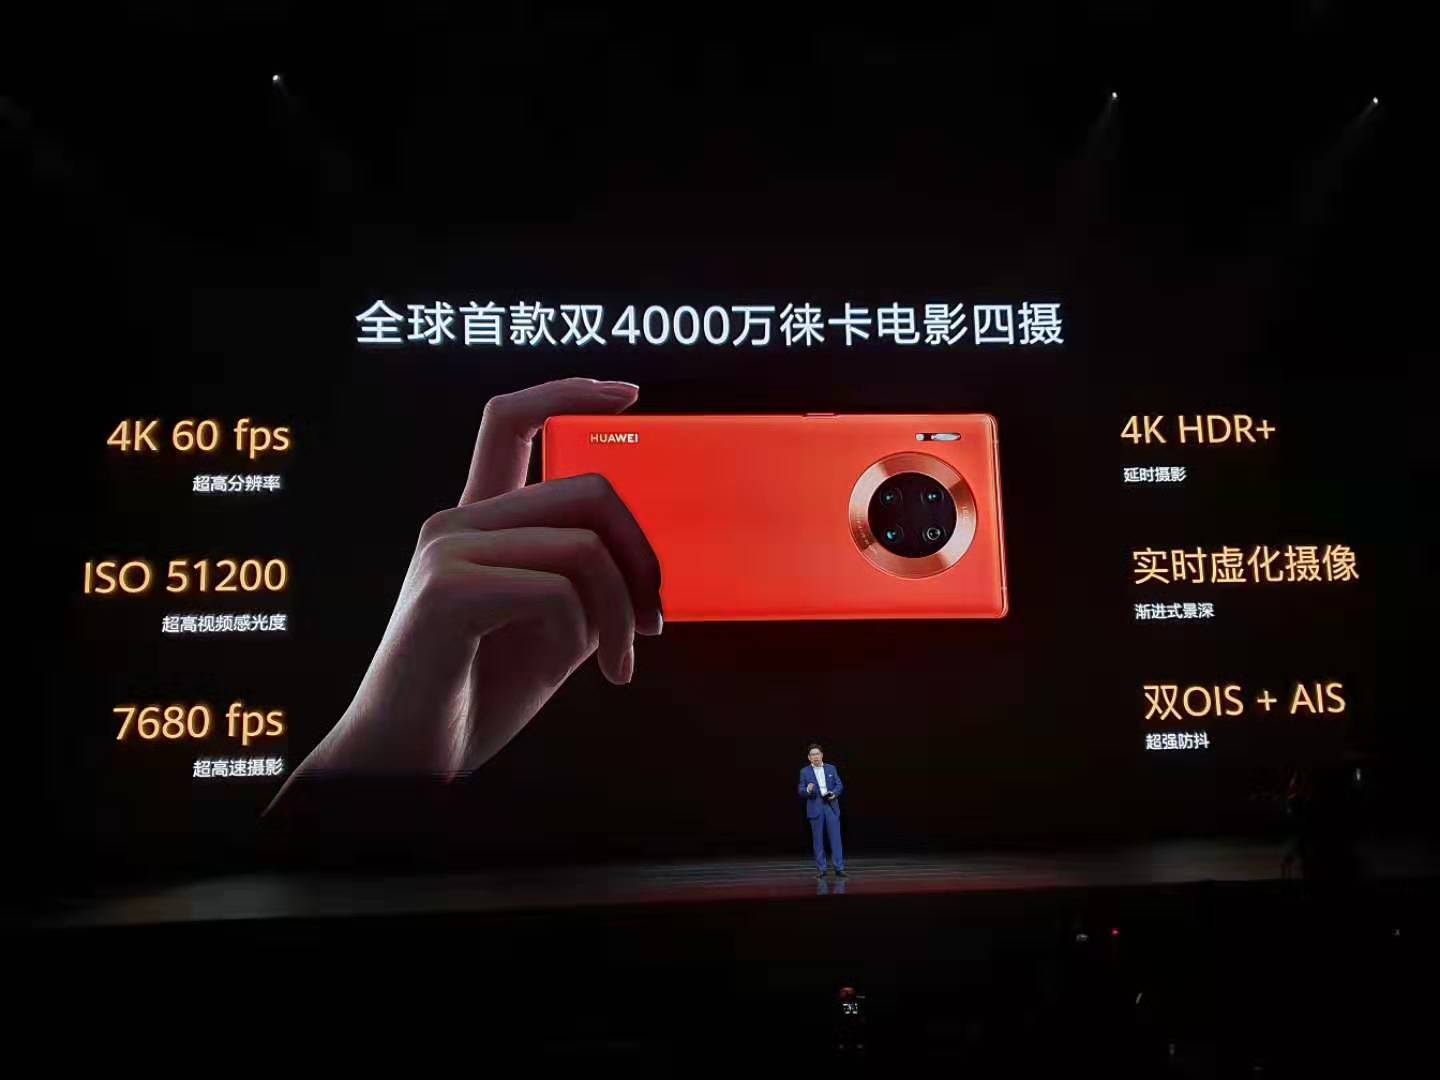 全球首款双4000万徕卡电影四摄
HUAWEI
4K 60 fps
超高分辨率
ISO 51200
超高视频感光度
7680 fps
超高速摄影
4K HDR+
延时摄影
实时虚化摄像
渐进式景深
双OIS + AIS
超强防抖